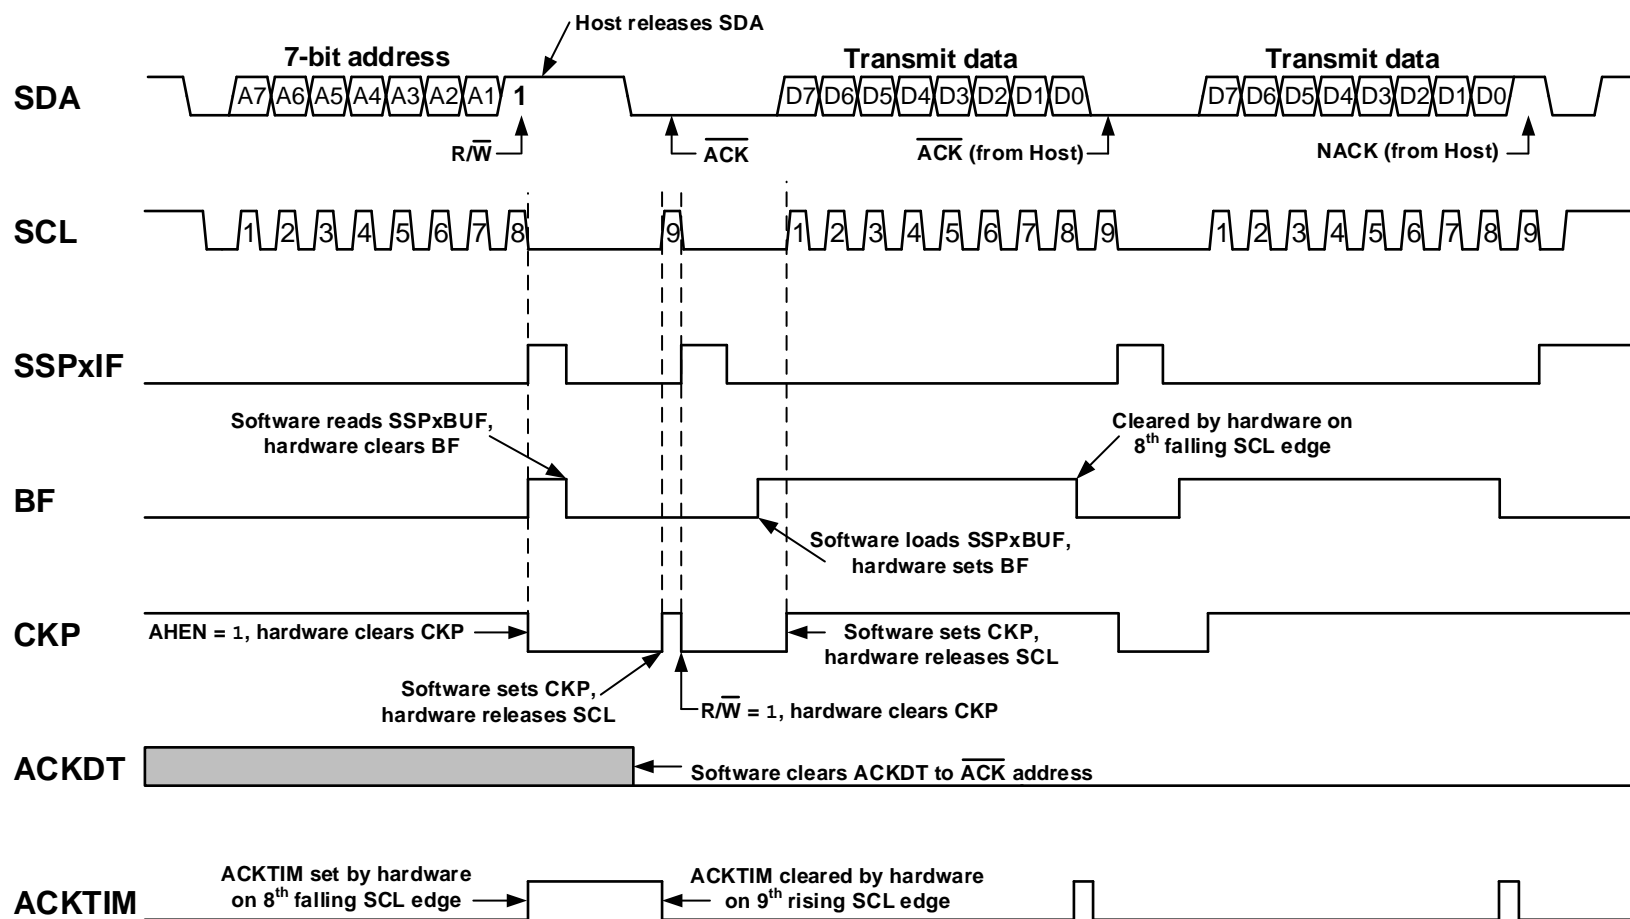 Host releases SDA
7-bit address
Transmit data
Transmit data
SDA
A7 A6 A5 A4 A3 A2 A1 1
D7 D6 D5 D4 D3 D2 D1 D0
D7 D6 D5 D4 D3 D2 D1 D0
R/W̅
A̅C̅K̅
A̅C̅K̅ (from Host)
NACK (from Host)
SCL
1 2 3 4 5 6 7 8 9
1 2 3 4 5 6 7 8 9
1 2 3 4 5 6 7 8 9
SSPxIF
Software reads SSPxBUF,
hardware clears BF
Cleared by hardware on
8th falling SCL edge
BF
Software loads SSPxBUF,
hardware sets BF
CKP
AHEN = 1, hardware clears CKP
Software sets CKP,
hardware releases SCL
Software sets CKP,
hardware releases SCL
R/W̅ = 1, hardware clears CKP
ACKDT
Software clears ACKDT to A̅C̅K̅ address
ACKTIM set by hardware
on 8th falling SCL edge
ACKTIM cleared by hardware
on 9th rising SCL edge
ACKTIM